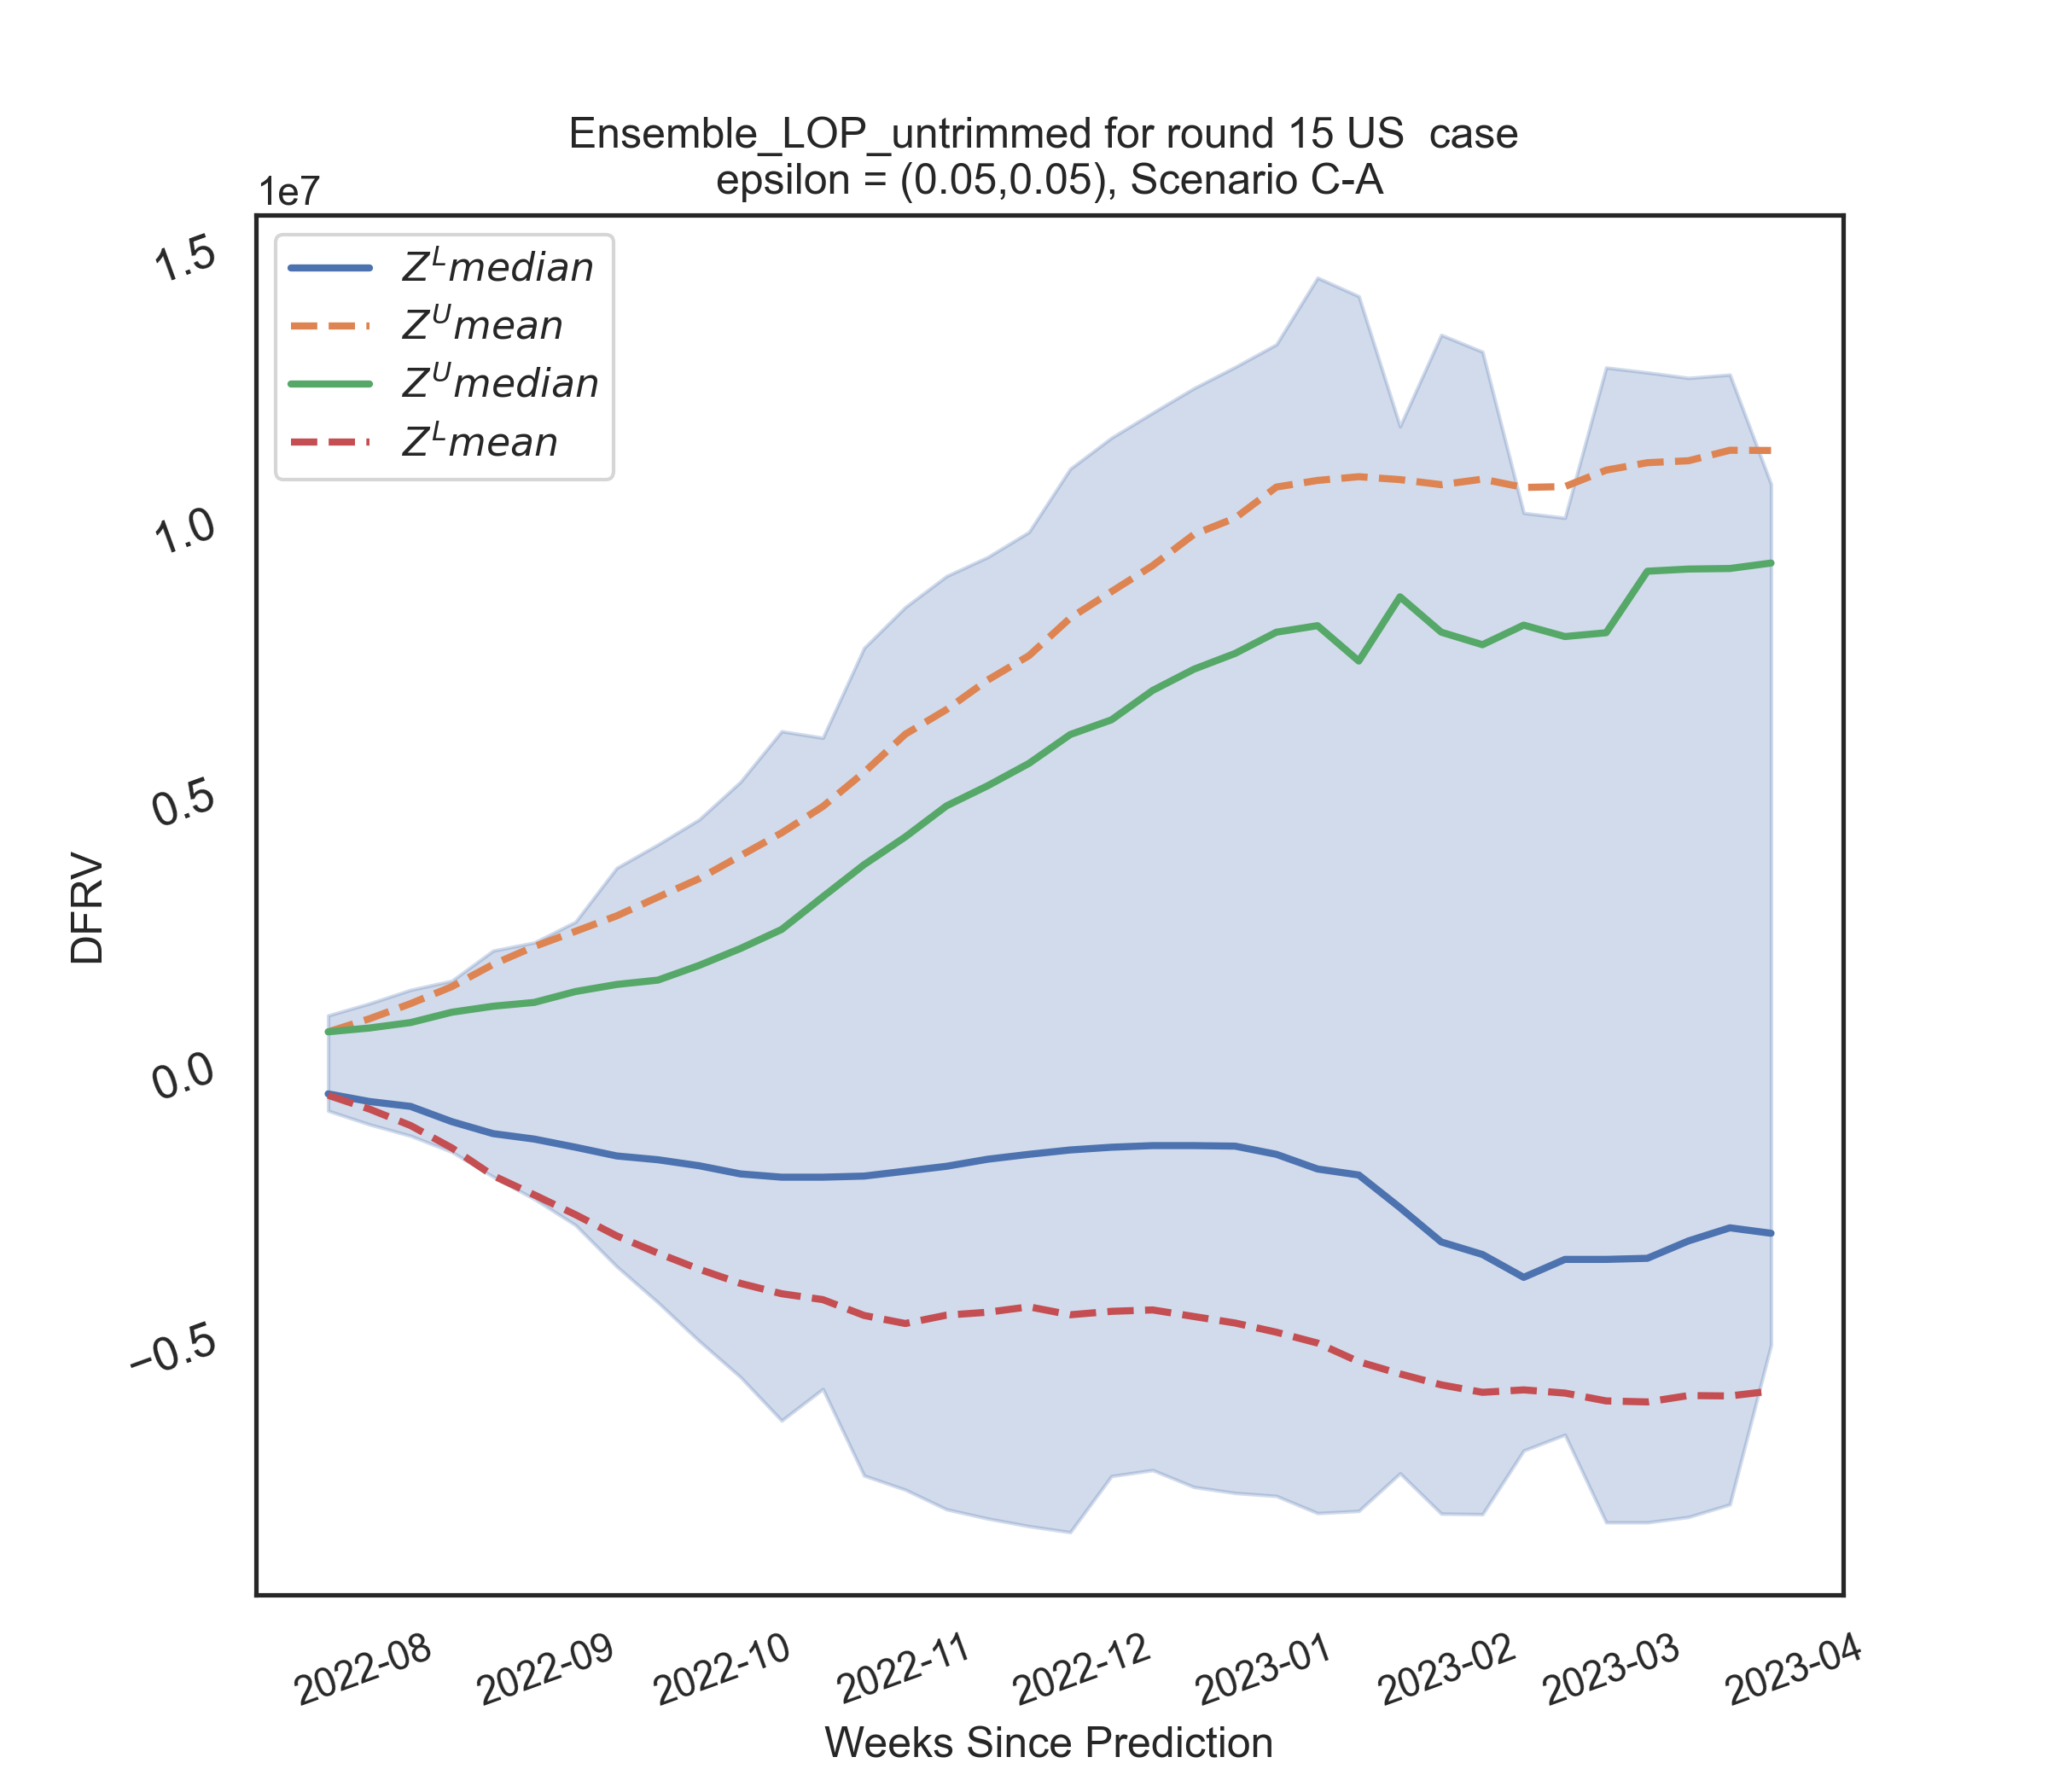 Ensemble_LOP_untrimmed for round 15 US  case
epsilon = (0.05,0.05), Scenario C-A
1e7
1.5
1.0
0.5
0.0
−0.5
DFRV
Z^L median
Z^U mean
Z^U median
Z^L mean
2022-08
2022-09
2022-10
2022-11
2022-12
2023-01
2023-02
2023-03
2023-04
Weeks Since Prediction